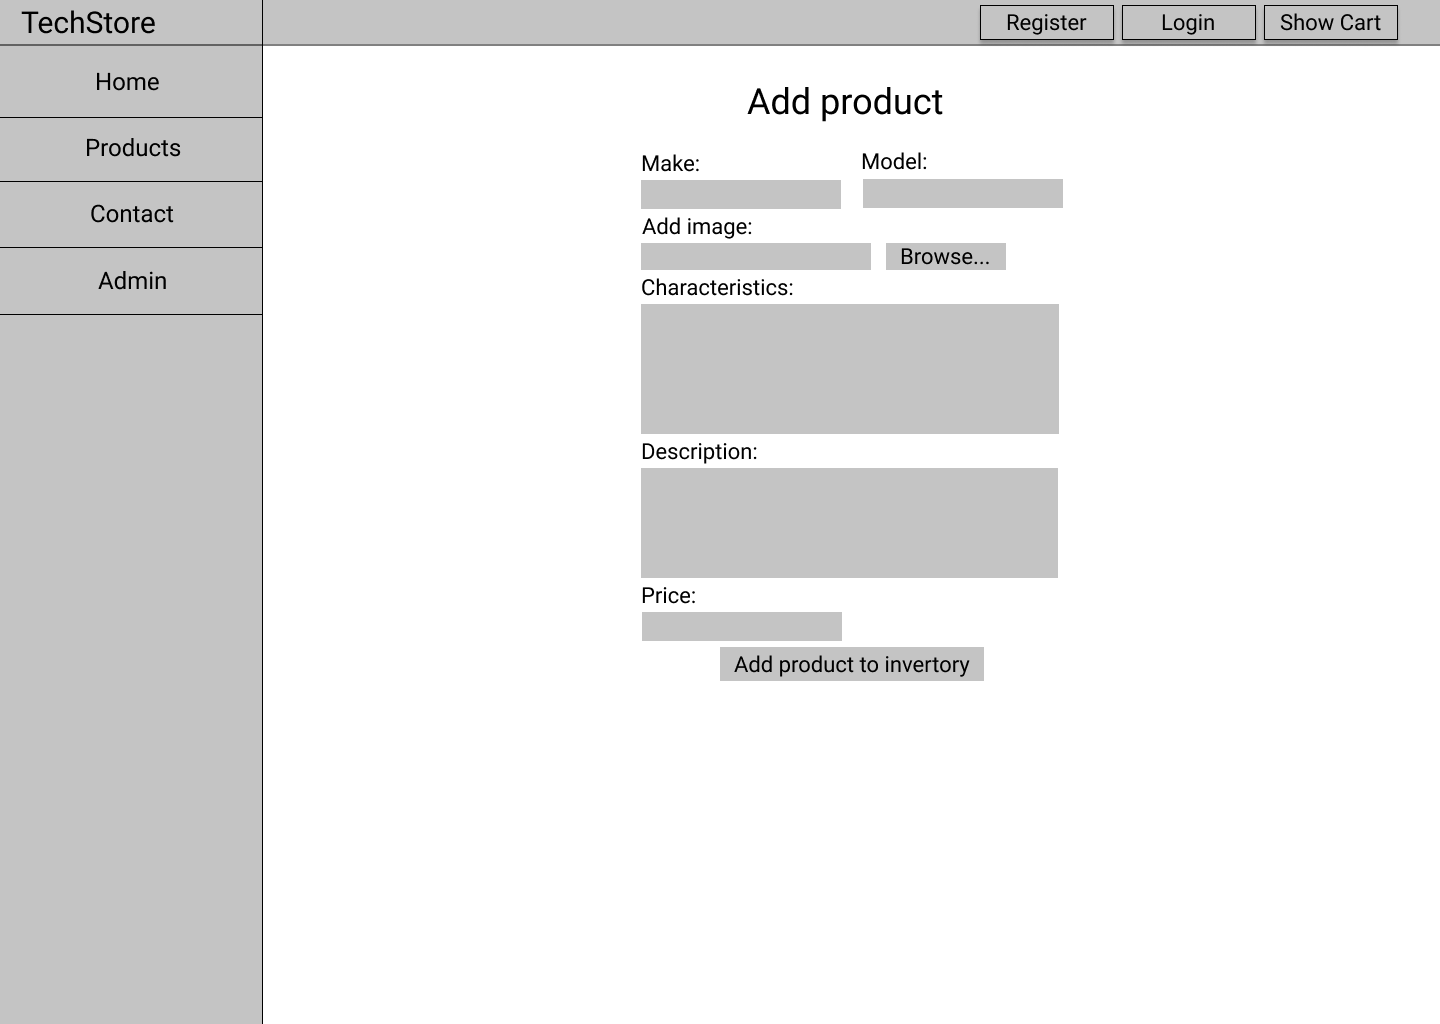 TechStore
Register
Login
Show Cart
Home
Products
Contact
Admin
Add product
Make:
Model:
Add image:
Browse...
Characteristics:
Description:
Price:
Add product to invertory